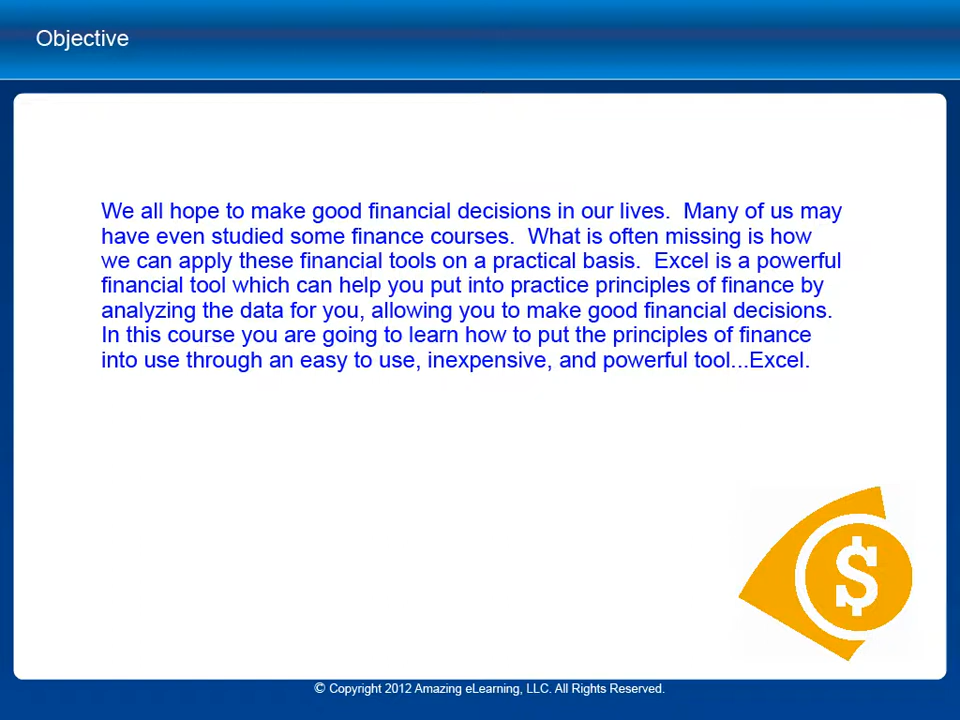 Objective
We all hope to make good financial decisions in our lives.  Many of us may
have even studied some finance courses.  What is often missing is how
we can apply these financial tools on a practical basis.  Excel is a powerful
financial tool which can help you put into practice principles of finance by
analyzing the data for you, allowing you to make good financial decisions.
In this course you are going to learn how to put the principles of finance
into use through an easy to use, inexpensive, and powerful tool...Excel.
$
© Copyright 2012 Amazing eLearning, LLC. All Rights Reserved.